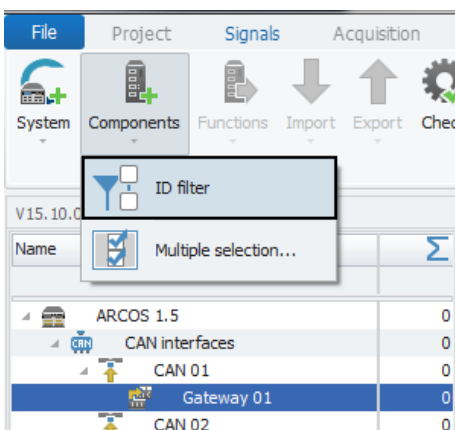 File Project Signals Acquisition
System Components Functions Import Export Chec
ID filter
V15.10.0
Multiple selection...
Name Σ
ARCOS 1.5 0
CAN interfaces 0
CAN 01 0
Gateway 01 0
CAN 02 0